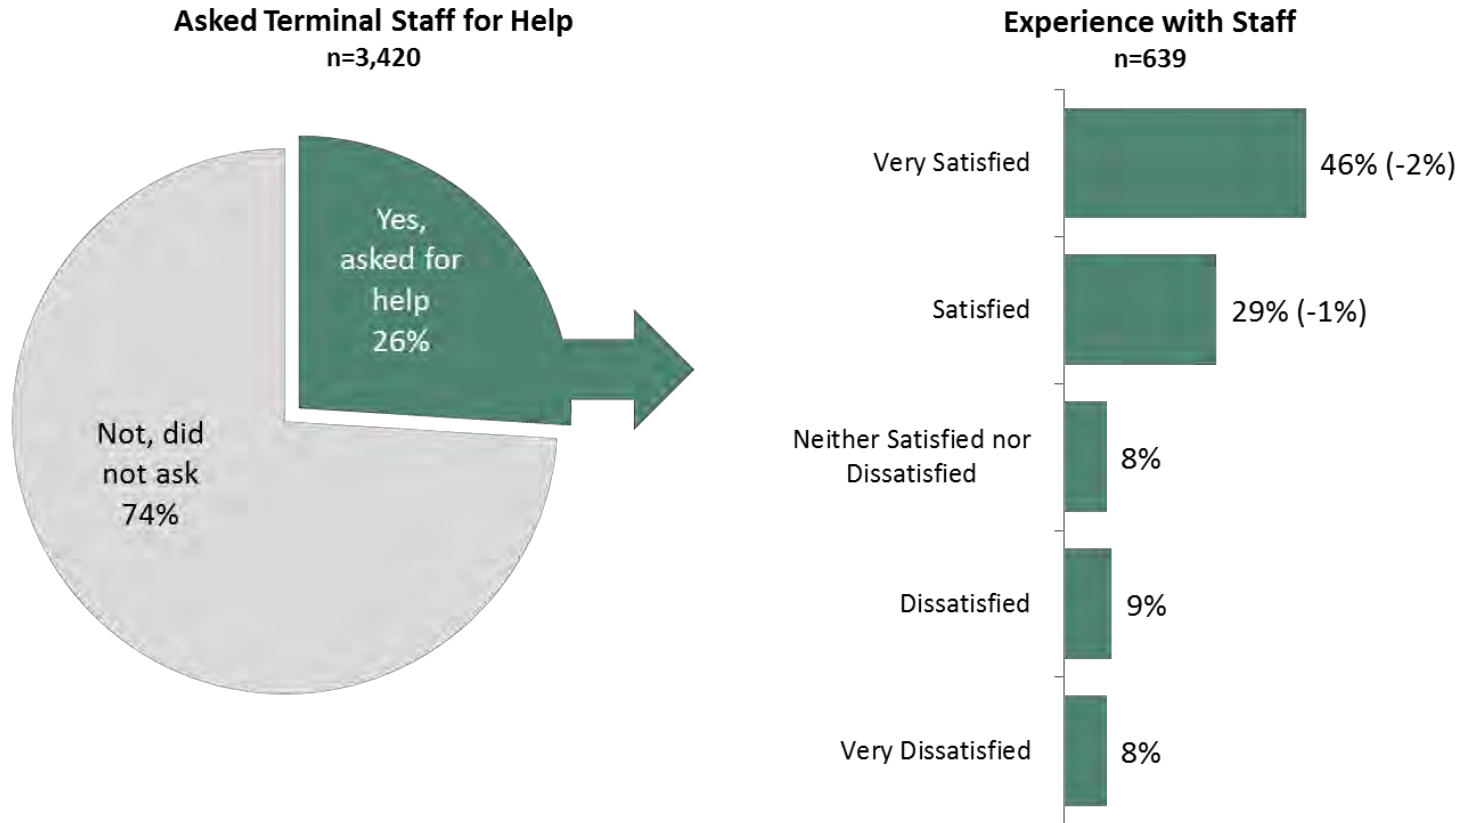 Asked Terminal Staff for Help
n=3,420
Yes,
asked for
help
26%
Not, did
not ask
74%
Experience with Staff
n=639
Very Satisfied
46% (-2%)
Satisfied
29% (-1%)
Neither Satisfied nor
Dissatisfied
8%
Dissatisfied
9%
Very Dissatisfied
8%